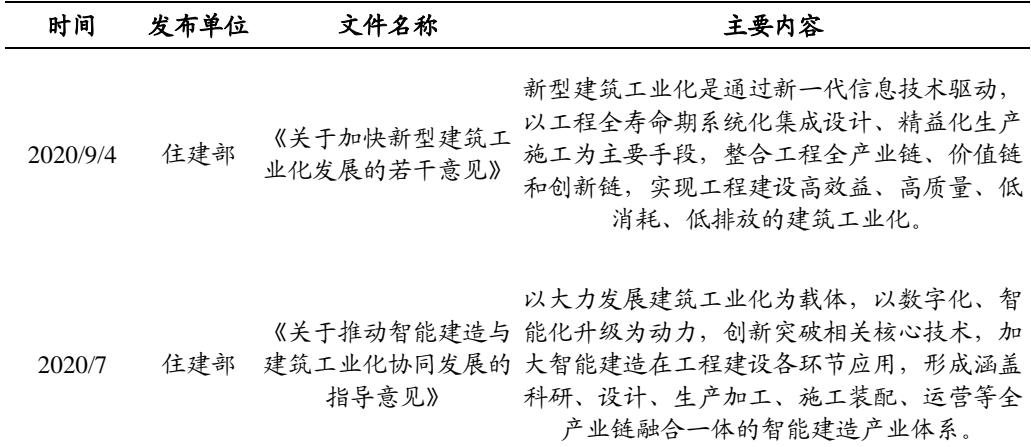 时间 发布单位 文件名称 主要内容
2020/9/4 住建部 《关于加快新型建筑工业化发展的若干意见》
新型建筑工业化是通过新一代信息技术�动，
以工程全寿命期系统化集成设计、精益化生产
施工为主要手段，整合工程全产业链、价值链
和创新链，实现工程建设高效益、高质量、低
消耗、低排放的建筑工业化。
2020/7 住建部 《关于推动智能建造与建筑工业化协同发展的指导意见》
以大力发展建筑工业化为载体，以数字化、智
能化升级为动力，创新突破相关核心技术，加
大智能建造在工程建设各环节应用，形成涵盖
科研、设计、生产加工、施工装配、运营等全
产业链融合一体的智能建造产业体系。